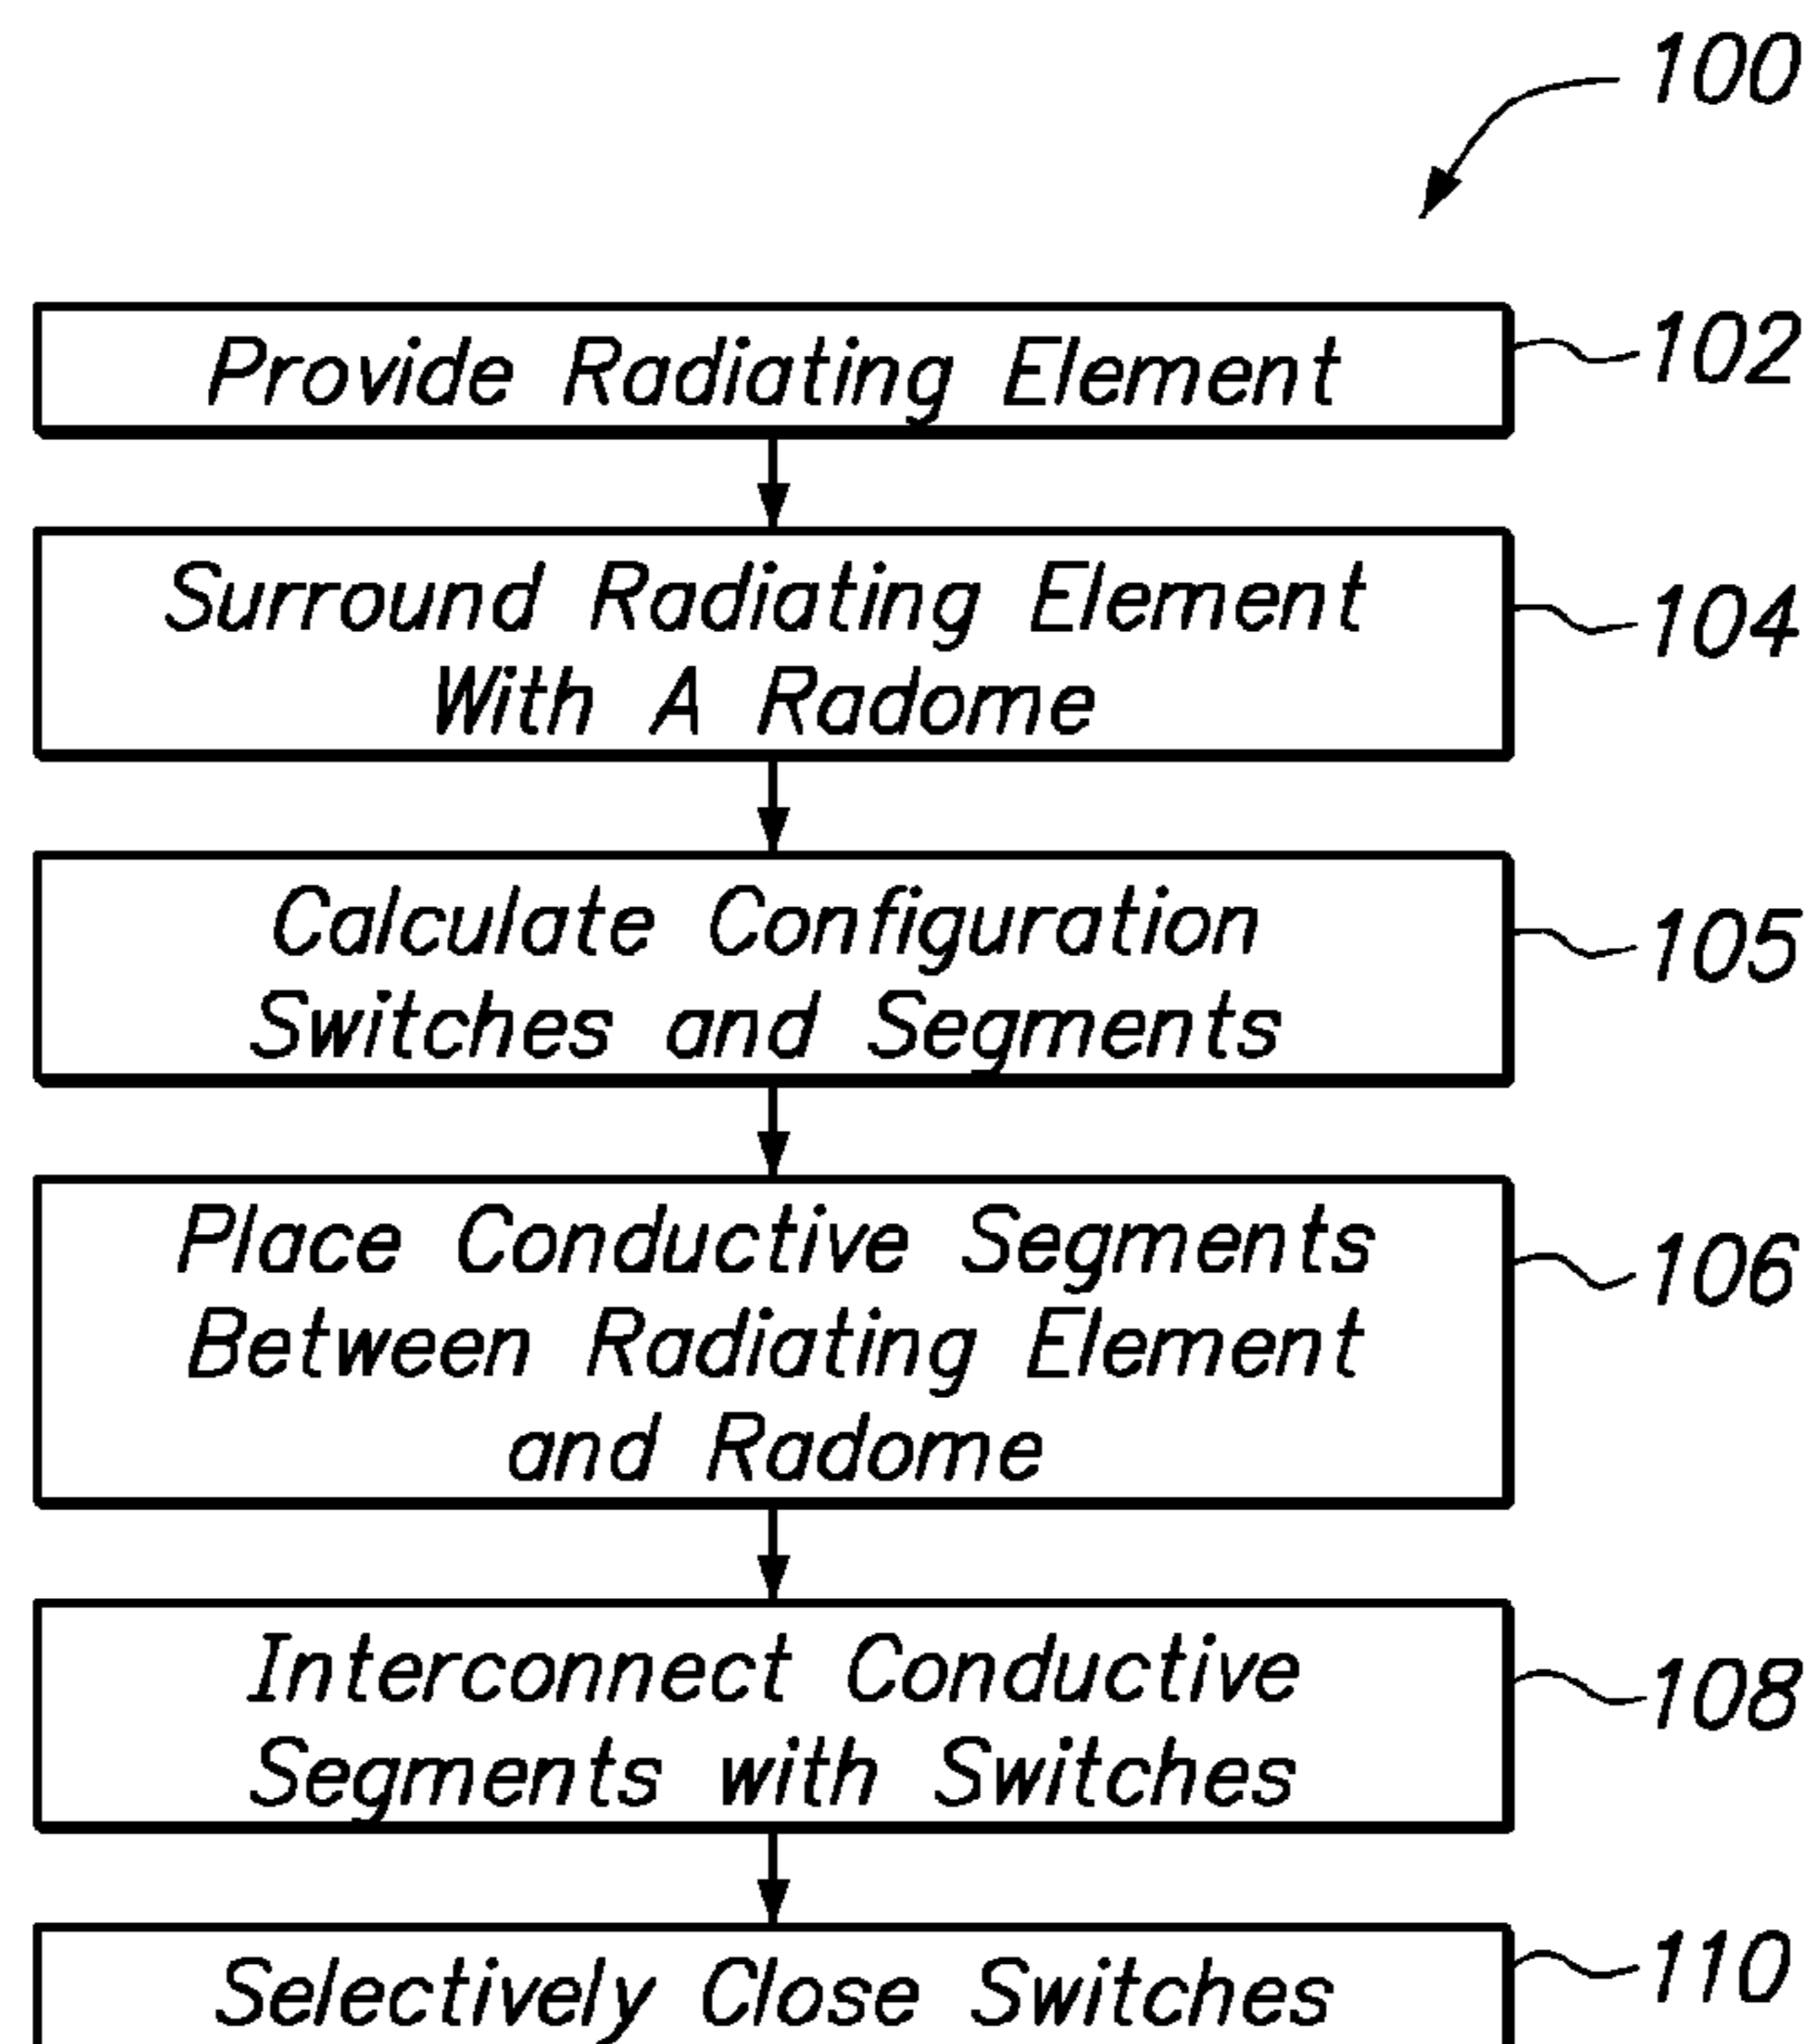 100
Provide Radiating Element
102
Surround Radiating Element
With A Radome
104
Calculate Configuration
Switches and Segments
105
Place Conductive Segments
Between Radiating Element
and Radome
106
Interconnect Conductive
Segments with Switches
108
Selectively Close Switches
110